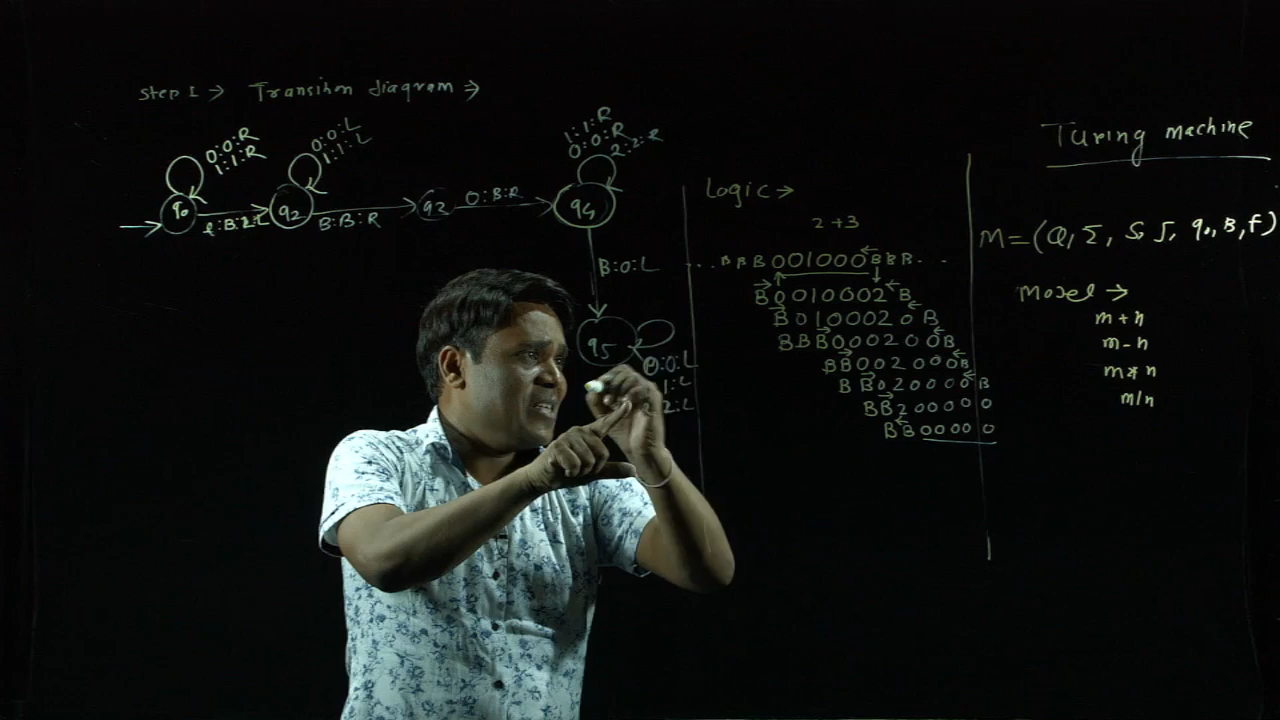 Step 1 → Transition diagram →
0:0:R
1:1:R
0:0:L
1:1:L
1:1:R
0:0:R
2:2:R
q0
B:2:L
q2
B:B:R
q2
0:B:R
q4
B:0:L
q5
0:0:L
1:L
2:L
Logic →
2+3
... B B B 0 0 1 0 0 0 B B B . . .
B 0 0 1 0 0 0 2 B
B 0 1 0 0 0 2 0 B
B B B 0 0 0 2 0 0 B
B B 0 0 2 0 0 0 B
B B 0 2 0 0 0 0 B
B B 2 0 0 0 0 0
B B 0 0 0 0 0
Turing machine
M = (Q, Σ, S, δ, q0, B, F)
Model →
m + n
m - n
m * n
m / n